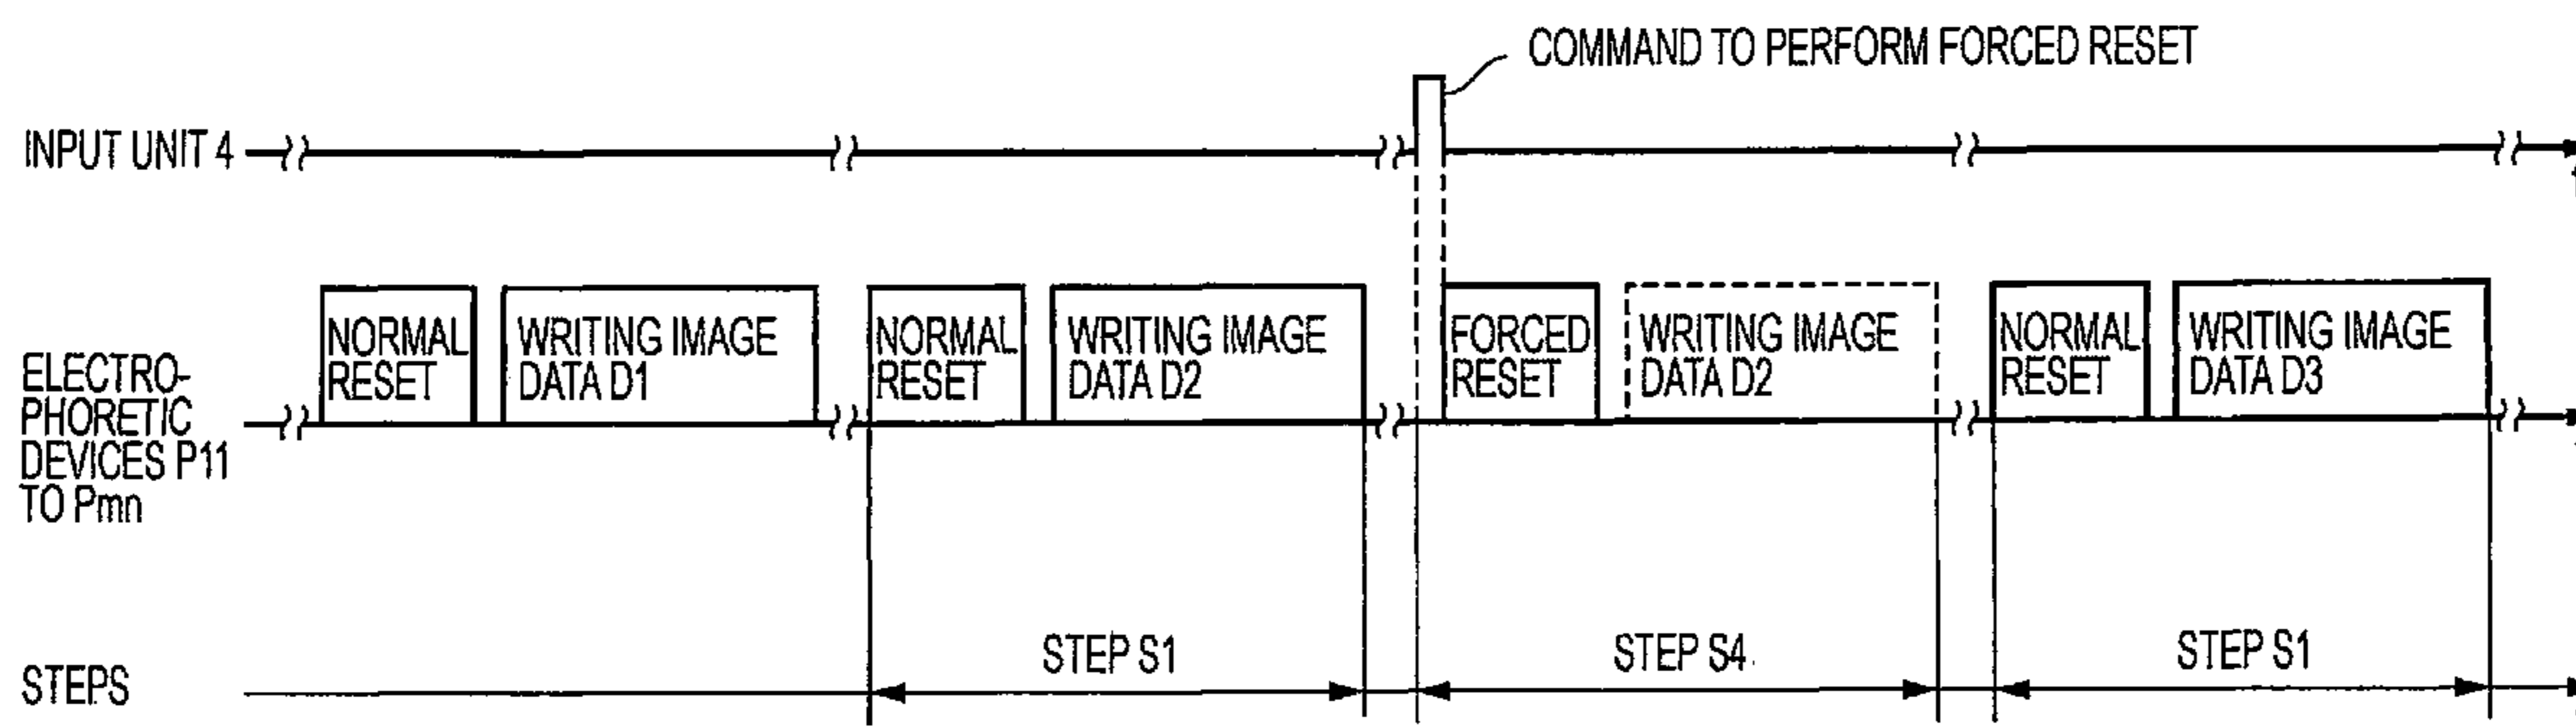 COMMAND TO PERFORM FORCED RESET
INPUT UNIT 4
ELECTRO-
PHORETIC
DEVICES P11
TO Pmn
NORMAL
RESET
WRITING IMAGE
DATA D1
NORMAL
RESET
WRITING IMAGE
DATA D2
FORCED
RESET
WRITING IMAGE
DATA D2
NORMAL
RESET
WRITING IMAGE
DATA D3
STEPS
STEP S1
STEP S4
STEP S1